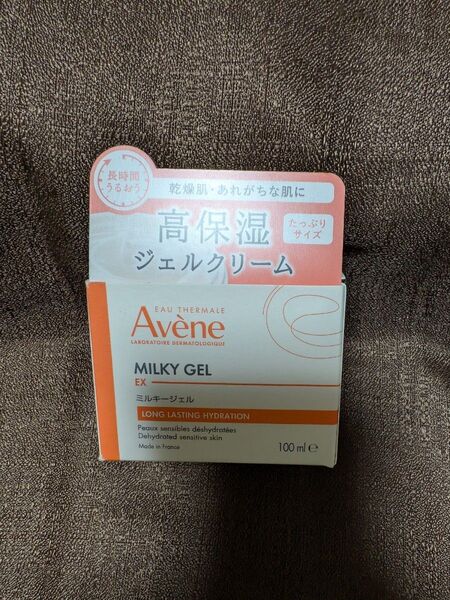 長時間
うるおう
乾燥肌・あれがちな肌に
高保湿
たっぷり
サイズ
ジェルクリーム
EAU THERMALE
Avène
LABORATOIRE DERMATOLOGIQUE
MILKY GEL
EX
ミルキージェル
LONG LASTING HYDRATION
Peaux sensibles déshydratées
Dehydrated sensitive skin
Made in France
100 ml ℮